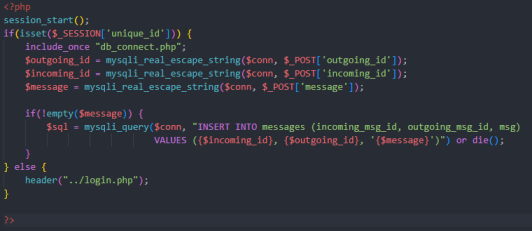 <?php
session_start();
if(isset($_SESSION['unique_id'])) {
    include_once "db_connect.php";
    $outgoing_id = mysqli_real_escape_string($conn, $_POST['outgoing_id']);
    $incoming_id = mysqli_real_escape_string($conn, $_POST['incoming_id']);
    $message = mysqli_real_escape_string($conn, $_POST['message']);

    if(!empty($message)) {
        $sql = mysqli_query($conn, "INSERT INTO messages (incoming_msg_id, outgoing_msg_id, msg)
                        VALUES ({$incoming_id}, {$outgoing_id}, '{$message}')") or die();
    }
} else {
    header("../login.php");
}

?>